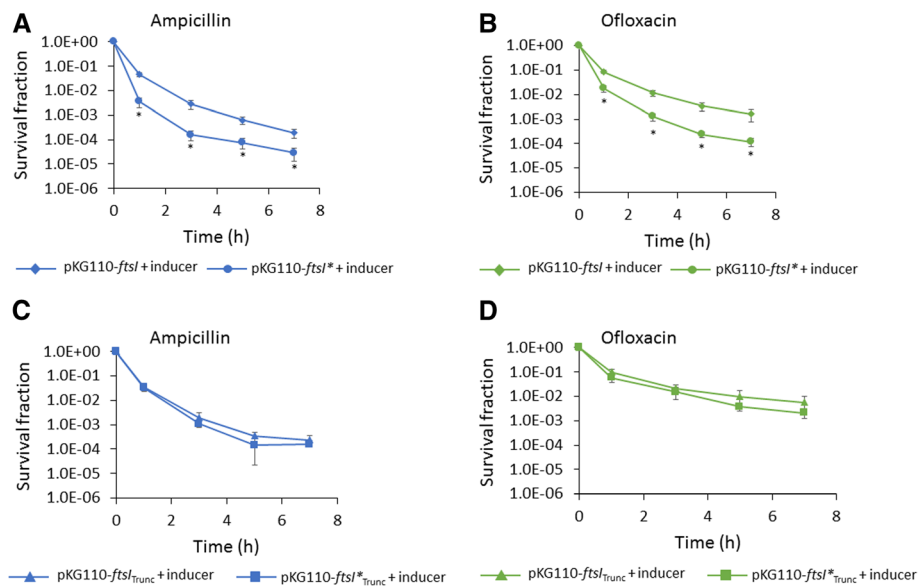 A
Ampicillin
Survival fraction
1.0E+00
1.0E-01
1.0E-02
1.0E-03
1.0E-04
1.0E-05
1.0E-06
*
*
*
*
0 2 4 6 8
Time (h)
pKG110-ftsI + inducer pKG110-ftsI* + inducer
B
Ofloxacin
Survival fraction
1.0E+00
1.0E-01
1.0E-02
1.0E-03
1.0E-04
1.0E-05
1.0E-06
*
*
*
*
0 2 4 6 8
Time (h)
pKG110-ftsI + inducer pKG110-ftsI* + inducer
C
Ampicillin
Survival fraction
1.0E+00
1.0E-01
1.0E-02
1.0E-03
1.0E-04
1.0E-05
1.0E-06
0 2 4 6 8
Time (h)
pKG110-ftsITrunc + inducer pKG110-ftsI*Trunc + inducer
D
Ofloxacin
Survival fraction
1.0E+00
1.0E-01
1.0E-02
1.0E-03
1.0E-04
1.0E-05
1.0E-06
0 2 4 6 8
Time (h)
pKG110-ftsITrunc + inducer pKG110-ftsI*Trunc + inducer